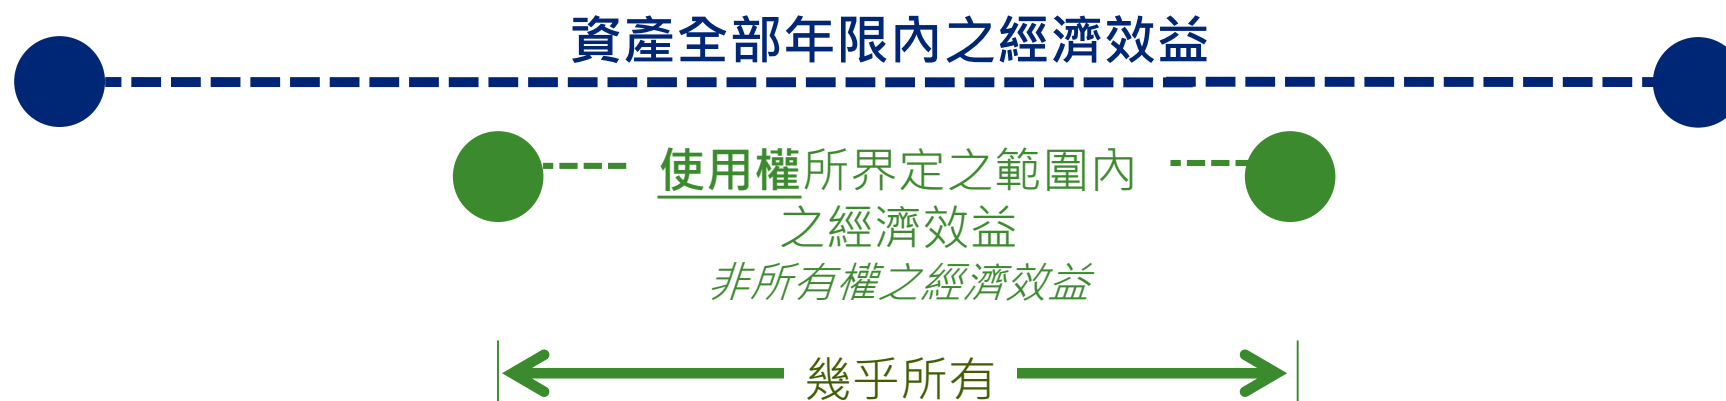 資產全部年限內之經濟效益
使用權所界定之範圍內
之經濟效益
非所有權之經濟效益
幾乎所有